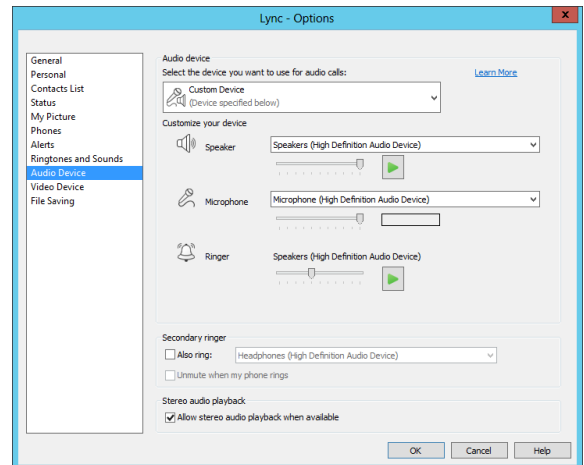 Lync - Options
x
General
Personal
Contacts List
Status
My Picture
Phones
Alerts
Ringtones and Sounds
Audio Device
Video Device
File Saving
Audio device
Select the device you want to use for audio calls:
Learn More
Custom Device
(Device specified below)
Customize your device
Speaker
Speakers (High Definition Audio Device)
Microphone
Microphone (High Definition Audio Device)
Ringer
Speakers (High Definition Audio Device)
Secondary ringer
Also ring:
Headphones (High Definition Audio Device)
Unmute when my phone rings
Stereo audio playback
Allow stereo audio playback when available
OK
Cancel
Help